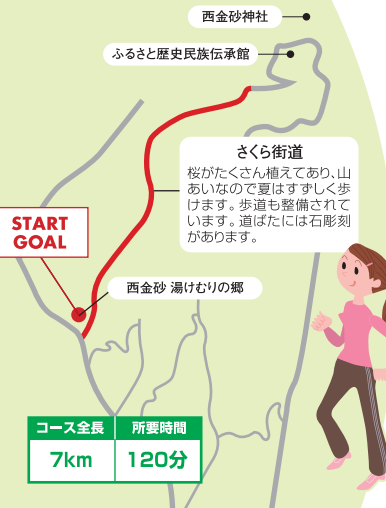 西金砂神社
ふるさと歴史民族伝承館
さくら街道
桜がたくさん植えてあり、山
あいなので夏はすずしく歩
けます。歩道も整備されて
います。道ばたには石彫刻
があります。
START
GOAL
西金砂 湯けむりの郷
コース全長 所要時間
7km 120分